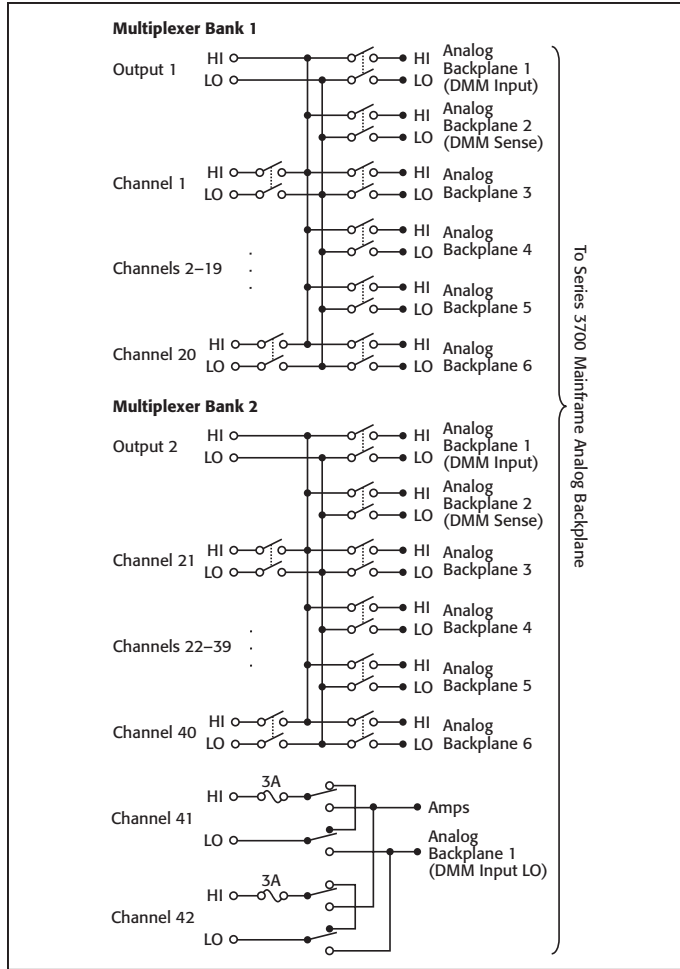 Multiplexer Bank 1
Output 1
HI
LO
HI Analog
LO Backplane 1
(DMM Input)
HI Analog
LO Backplane 2
(DMM Sense)
Channel 1
HI
LO
HI Analog
LO Backplane 3
HI Analog
LO Backplane 4
Channels 2–19
HI Analog
LO Backplane 5
Channel 20
HI
LO
HI Analog
LO Backplane 6
Multiplexer Bank 2
Output 2
HI
LO
HI Analog
LO Backplane 1
(DMM Input)
HI Analog
LO Backplane 2
(DMM Sense)
Channel 21
HI
LO
HI Analog
LO Backplane 3
HI Analog
LO Backplane 4
Channels 22–39
HI Analog
LO Backplane 5
Channel 40
HI
LO
HI Analog
LO Backplane 6
To Series 3700 Mainframe Analog Backplane
Channel 41
HI
3A
LO
Amps
Analog
Backplane 1
(DMM Input LO)
Channel 42
HI
3A
LO